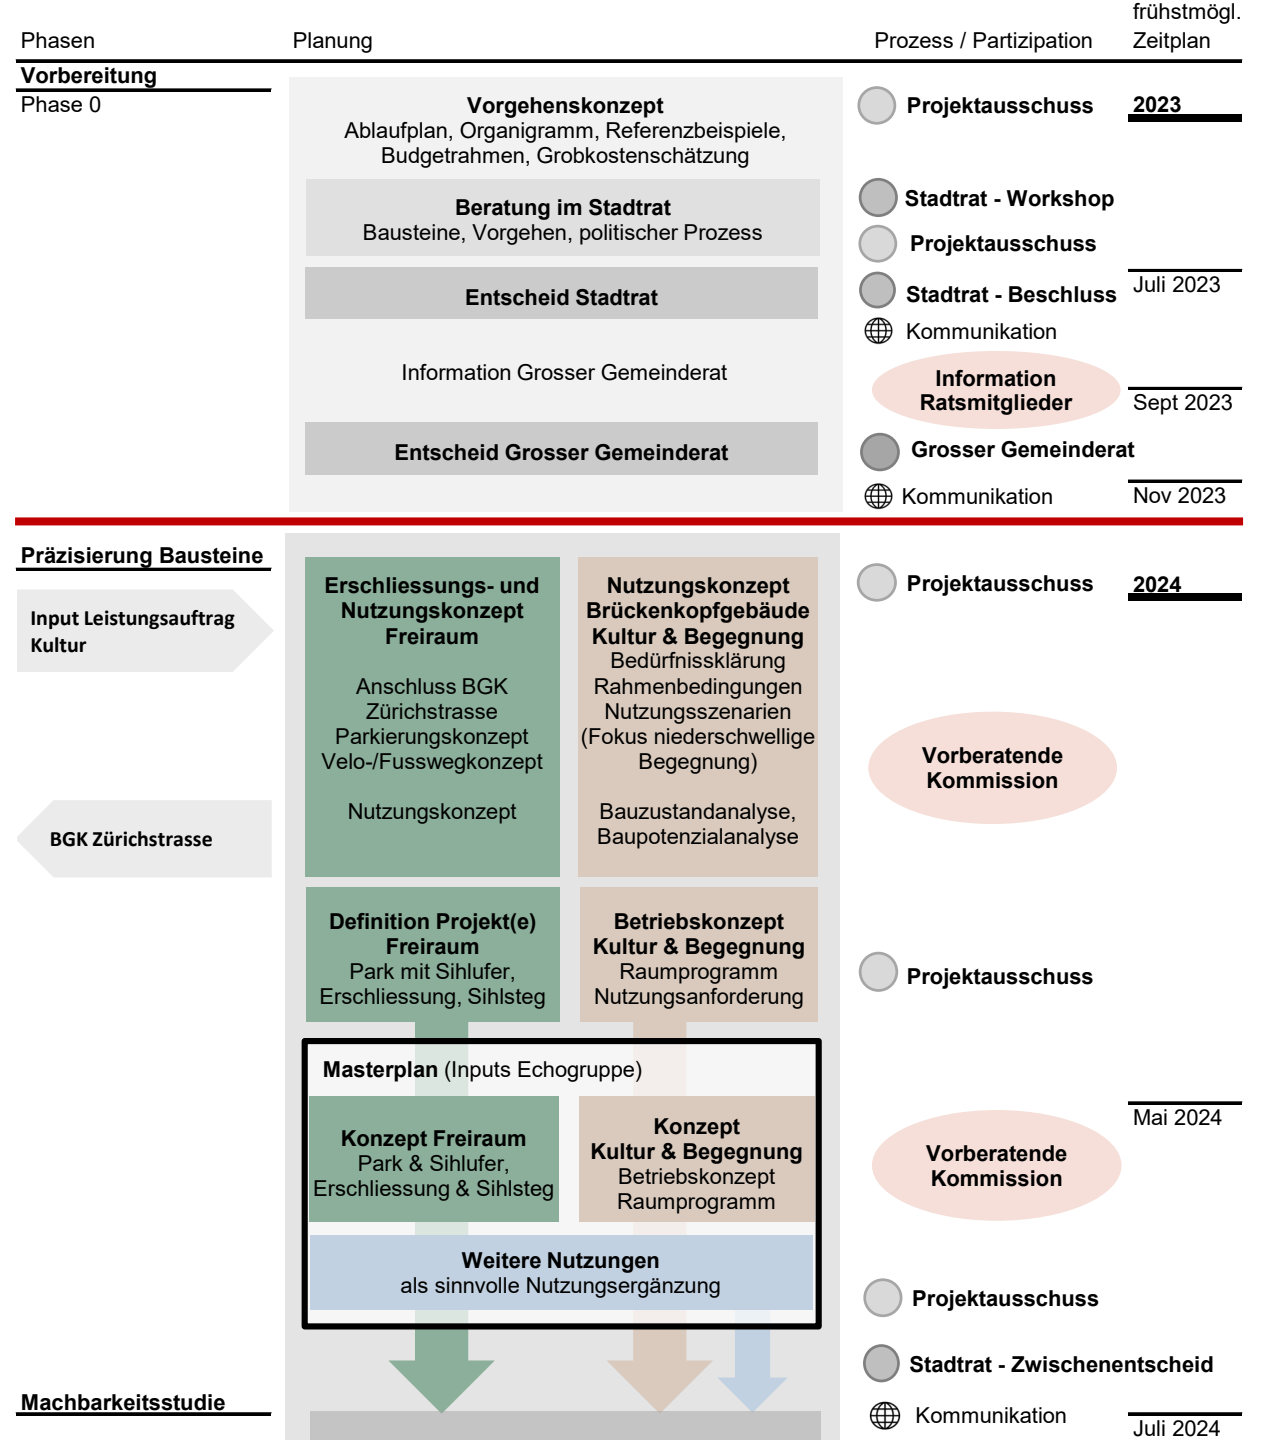 frühstmögl.
Phasen Planung Prozess / Partizipation Zeitplan
Vorbereitung
Phase 0
Vorgehenskonzept
Ablaufplan, Organigramm, Referenzbeispiele,
Budgetrahmen, Grobkostenschätzung
Projektausschuss
2023
Beratung im Stadtrat
Bausteine, Vorgehen, politischer Prozess
Stadtrat - Workshop
Projektausschuss
Entscheid Stadtrat
Stadtrat - Beschluss
Juli 2023
Kommunikation
Information Grosser Gemeinderat
Information
Ratsmitglieder
Sept 2023
Entscheid Grosser Gemeinderat
Grosser Gemeinderat
Kommunikation
Nov 2023
Präzisierung Bausteine
Input Leistungsauftrag
Kultur
BGK Zürichstrasse
Erschliessungs- und
Nutzungskonzept
Freiraum
Anschluss BGK
Zürichstrasse
Parkierungskonzept
Velo-/Fusswegkonzept
Nutzungskonzept
Nutzungskonzept
Brückenkopfgebäude
Kultur & Begegnung
Bedürfnissklärung
Rahmenbedingungen
Nutzungsszenarien
(Fokus niederschwellige
Begegnung)
Bauzustandanalyse,
Baupotenzialanalyse
Projektausschuss
2024
Vorberatende
Kommission
Definition Projekt(e)
Freiraum
Park mit Sihlufer,
Erschliessung, Sihlsteg
Betriebskonzept
Kultur & Begegnung
Raumprogramm
Nutzungsanforderung
Projektausschuss
Masterplan (Inputs Echogruppe)
Konzept Freiraum
Park & Sihlufer,
Erschliessung & Sihlsteg
Konzept
Kultur & Begegnung
Betriebskonzept
Raumprogramm
Mai 2024
Vorberatende
Kommission
Weitere Nutzungen
als sinnvolle Nutzungsergänzung
Projektausschuss
Stadtrat - Zwischenentscheid
Machbarkeitsstudie
Kommunikation
Juli 2024